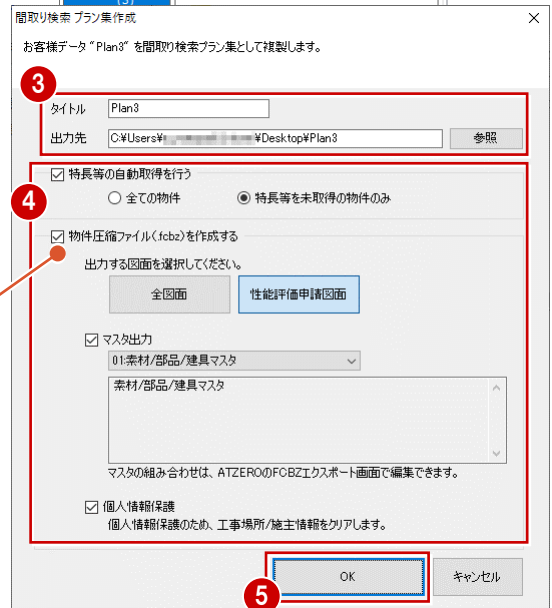 (3)
間取り検索 プラン集作成
お客様データ “Plan3” を間取り検索プラン集として複製します。
3
タイトル Plan3
出力先 C:¥Users¥ ¥Desktop¥Plan3 参照
4
特長等の自動取得を行う
全ての物件 特長等を未取得の物件のみ
物件圧縮ファイル(.fcbz)を作成する
出力する図面を選択してください。
全図面 性能評価申請図面
マスタ出力
01:素材/部品/建具マスタ
素材/部品/建具マスタ
マスタの組み合わせは、ATZEROのFCBZエクスポート画面で編集できます。
個人情報保護
個人情報保護のため、工事場所/施主情報をクリアします。
5
OK キャンセル